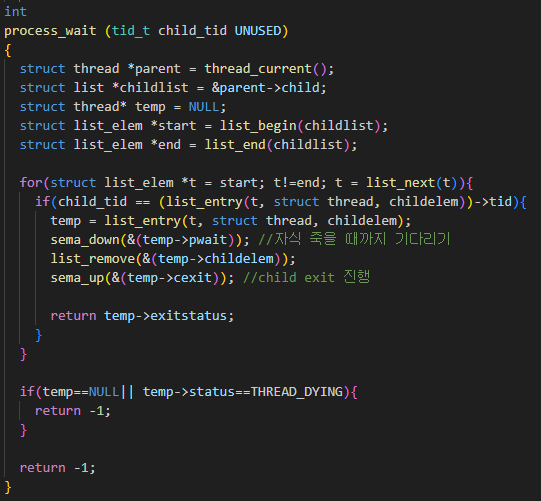 int
process_wait (tid_t child_tid UNUSED)
{
  struct thread *parent = thread_current();
  struct list *childlist = &parent->child;
  struct thread* temp = NULL;
  struct list_elem *start = list_begin(childlist);
  struct list_elem *end = list_end(childlist);

  for(struct list_elem *t = start; t!=end; t = list_next(t)){
    if(child_tid == (list_entry(t, struct thread, childelem))->tid){
      temp = list_entry(t, struct thread, childelem);
      sema_down(&(temp->pwait)); //자식 죽을 때까지 기다리기
      list_remove(&(temp->childelem));
      sema_up(&(temp->cexit)); //child exit 진행

      return temp->exitstatus;
    }
  }

  if(temp==NULL|| temp->status==THREAD_DYING){
    return -1;
  }

  return -1;
}